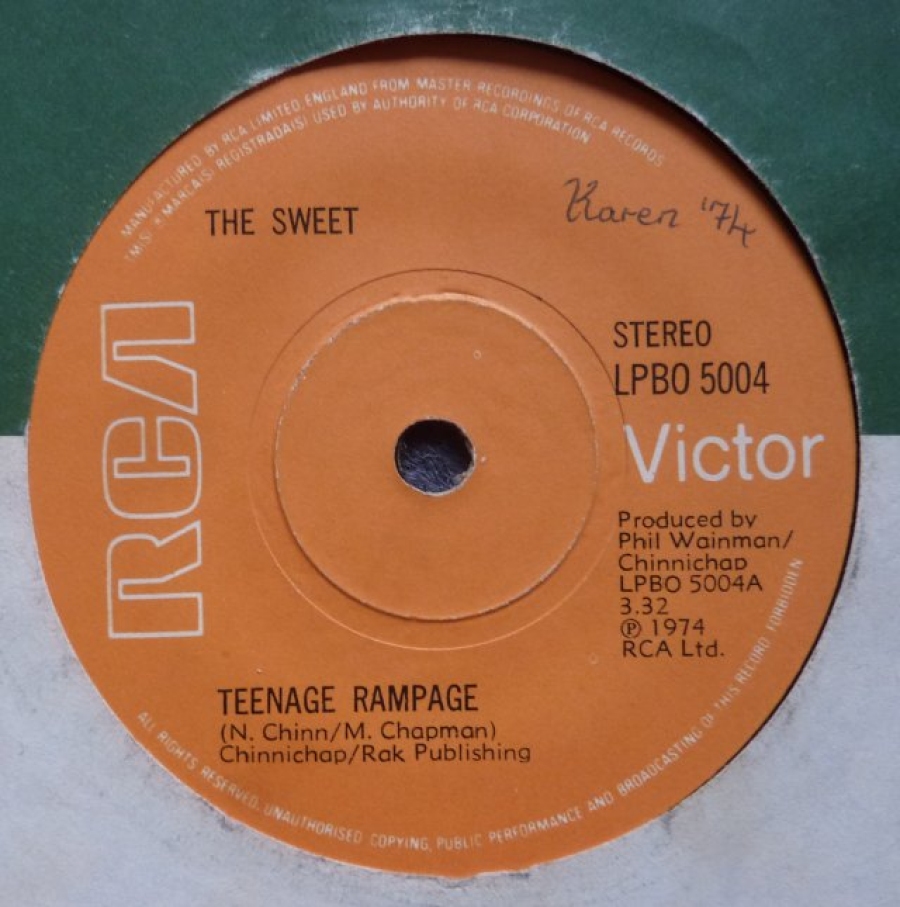 MANUFACTURED BY RCA LIMITED, ENGLAND FROM MASTER RECORDINGS OF RCA RECORDS
MARCA(S) REGISTRADA(S) USED BY AUTHORITY OF RCA CORPORATION
THE SWEET
Karen '74
RCA
STEREO
LPBO 5004
Victor
Produced by
Phil Wainman/
Chinnichap
LPBO 5004A
3.32
℗ 1974
RCA Ltd.
TEENAGE RAMPAGE
(N. Chinn/M. Chapman)
Chinnichap/Rak Publishing
ALL RIGHTS RESERVED. UNAUTHORISED COPYING, PUBLIC PERFORMANCE AND BROADCASTING OF THIS RECORD FORBIDDEN